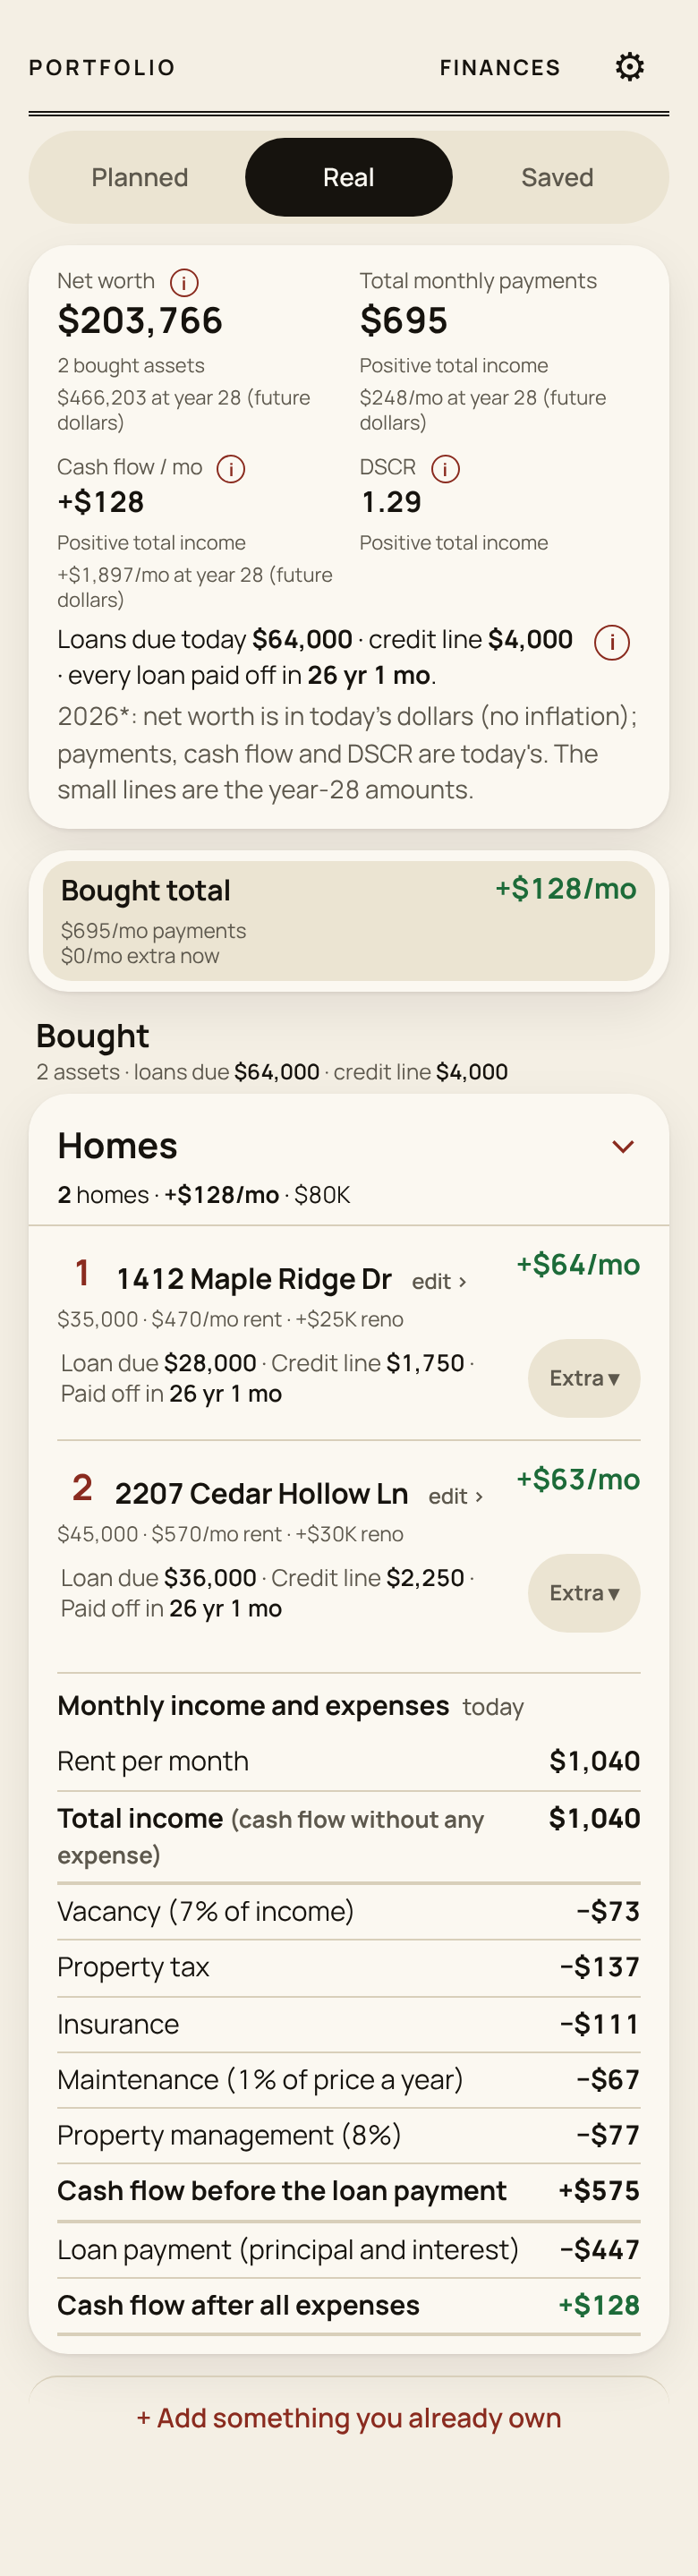 PORTFOLIO
FINANCES
Planned
Real
Saved
Net worth i
$203,766
2 bought assets
$466,203 at year 28 (future
dollars)
Total monthly payments
$695
Positive total income
$248/mo at year 28 (future
dollars)
Cash flow / mo i
+$128
Positive total income
+$1,897/mo at year 28 (future
dollars)
DSCR i
1.29
Positive total income
Loans due today $64,000 · credit line $4,000 i
· every loan paid off in 26 yr 1 mo.
2026*: net worth is in today's dollars (no inflation);
payments, cash flow and DSCR are today's. The
small lines are the year-28 amounts.
Bought total +$128/mo
$695/mo payments
$0/mo extra now
Bought
2 assets · loans due $64,000 · credit line $4,000
Homes
2 homes · +$128/mo · $80K
1 1412 Maple Ridge Dr edit › +$64/mo
$35,000 · $470/mo rent · +$25K reno
Loan due $28,000 · Credit line $1,750 ·
Paid off in 26 yr 1 mo
Extra ▾
2 2207 Cedar Hollow Ln edit › +$63/mo
$45,000 · $570/mo rent · +$30K reno
Loan due $36,000 · Credit line $2,250 ·
Paid off in 26 yr 1 mo
Extra ▾
Monthly income and expenses today
Rent per month $1,040
Total income (cash flow without any $1,040
expense)
Vacancy (7% of income) −$73
Property tax −$137
Insurance −$111
Maintenance (1% of price a year) −$67
Property management (8%) −$77
Cash flow before the loan payment +$575
Loan payment (principal and interest) −$447
Cash flow after all expenses +$128
+ Add something you already own